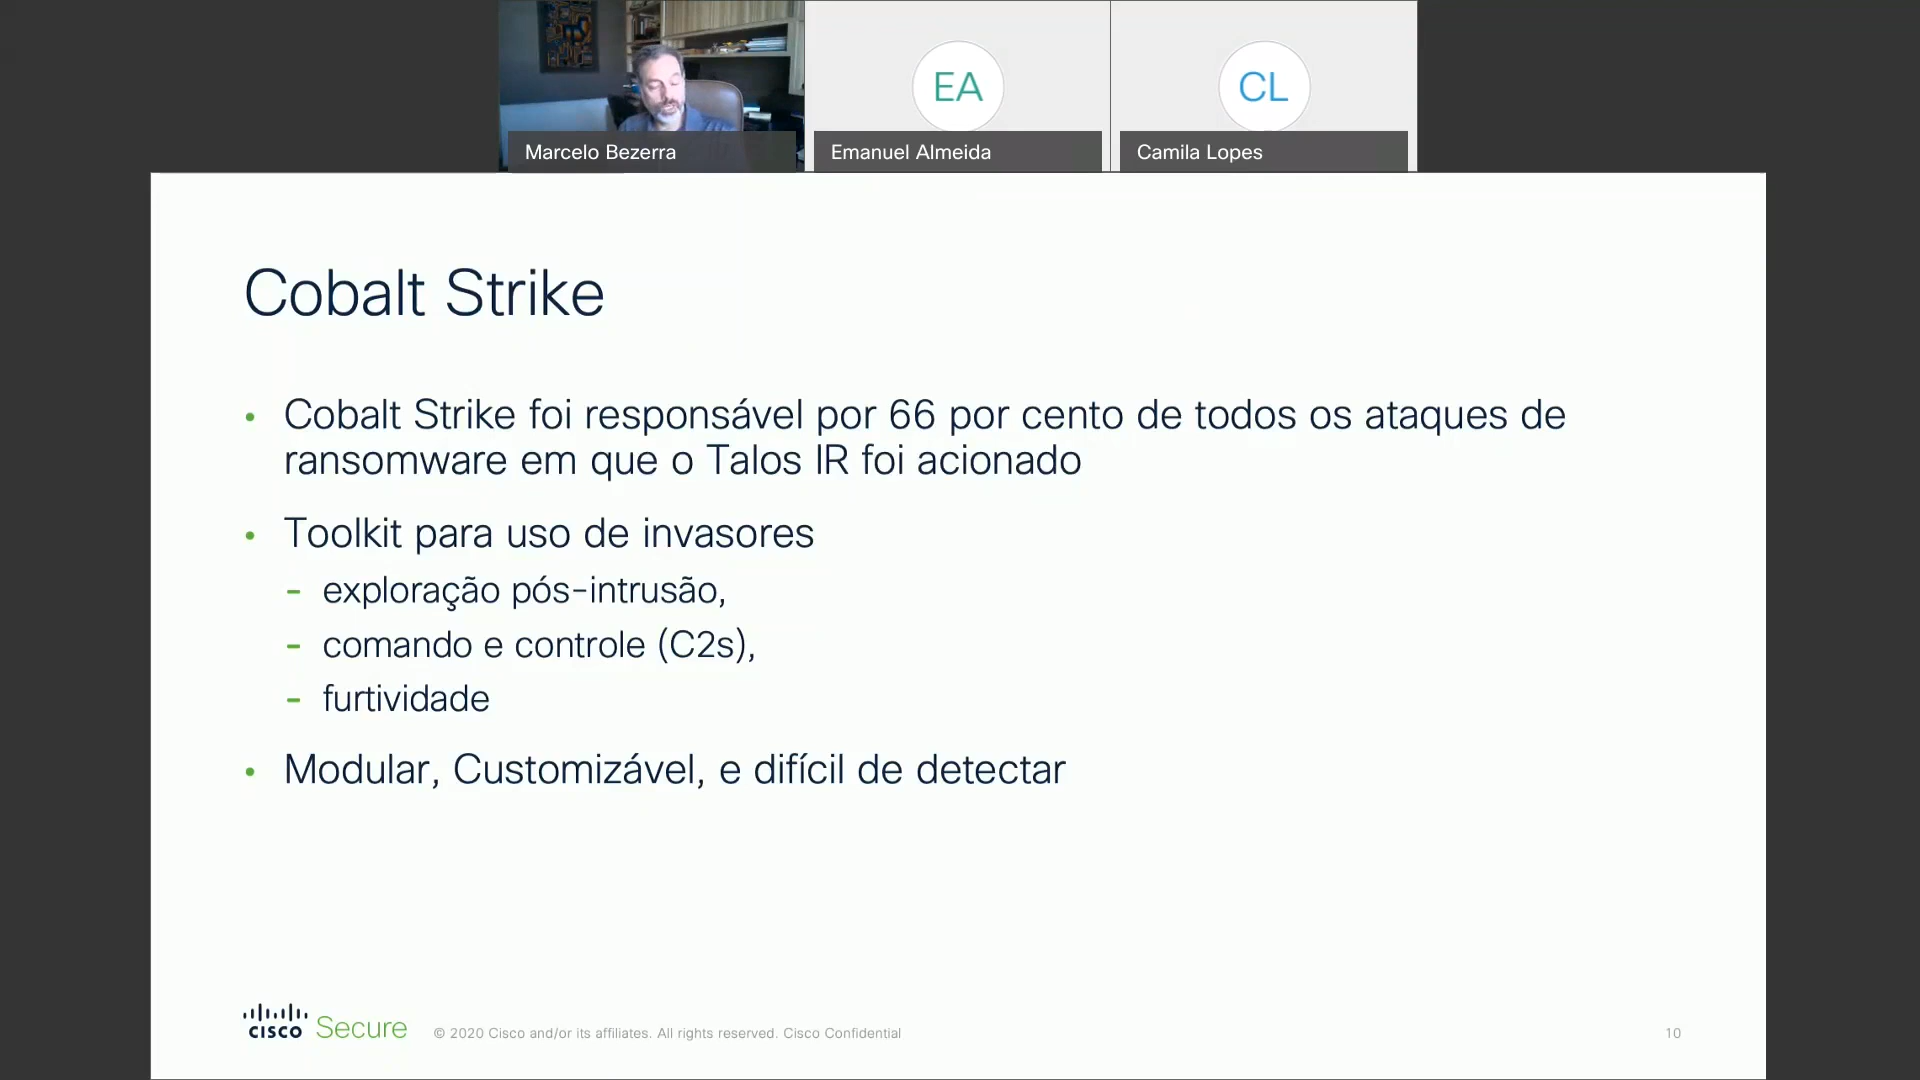 EA
CL
Marcelo Bezerra
Emanuel Almeida
Camila Lopes
Cobalt Strike
• Cobalt Strike foi responsável por 66 por cento de todos os ataques de
ransomware em que o Talos IR foi acionado
• Toolkit para uso de invasores
- exploração pós-intrusão,
- comando e controle (C2s),
- furtividade
• Modular, Customizável, e difícil de detectar
CISCO Secure © 2020 Cisco and/or its affiliates. All rights reserved. Cisco Confidential 10